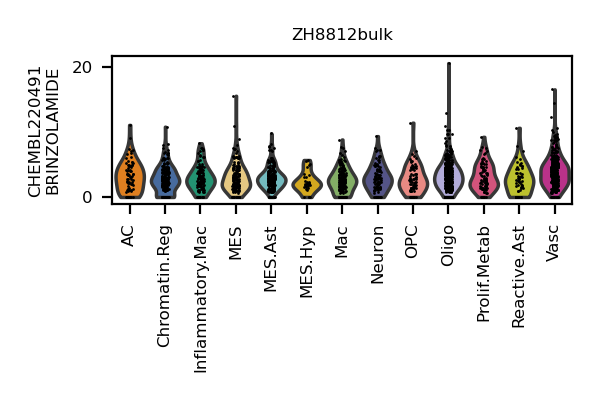 ZH8812bulk
CHEMBL220491
BRINZOLAMIDE
20
0
AC
Chromatin.Reg
Inflammatory.Mac
MES
MES.Ast
MES.Hyp
Mac
Neuron
OPC
Oligo
Prolif.Metab
Reactive.Ast
Vasc